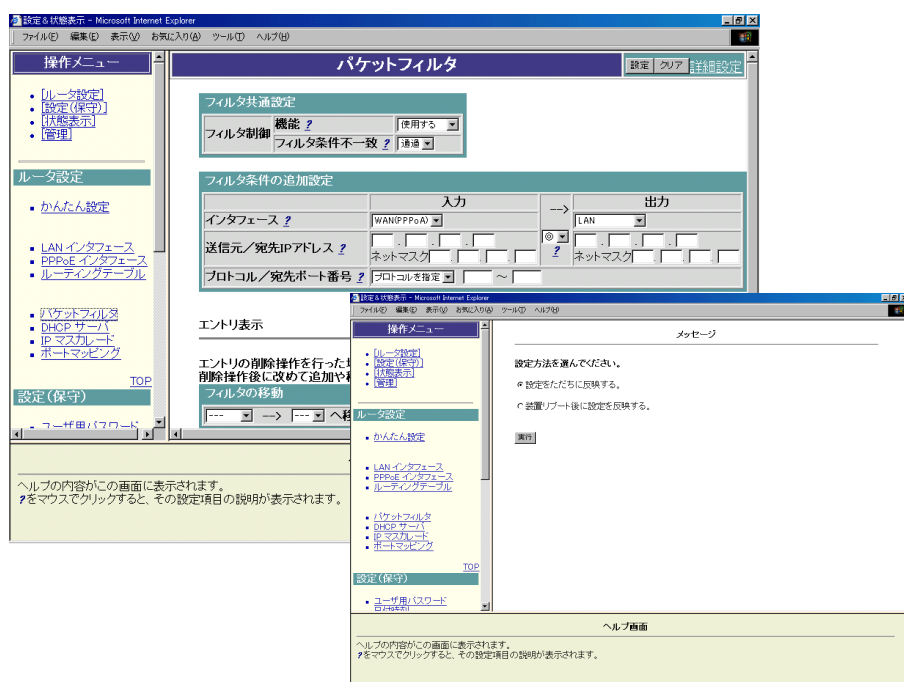 設定&状態表示 - Microsoft Internet Explorer
ファイル(F) 編集(E) 表示(V) お気に入り(A) ツール(T) ヘルプ(H)
操作メニュー
[ルータ設定]
[設定(保守)]
[状態表示]
[管理]
ルータ設定
かんたん設定
LAN インタフェース
PPPoE インタフェース
ルーティングテーブル
パケットフィルタ
DHCP サーバ
IP マスカレード
ポートマッピング
TOP
設定(保守)
ユーザ用パスワード
パケットフィルタ
設定 クリア 詳細設定
フィルタ共通設定
フィルタ制御
機能 ? 使用する
フィルタ条件不一致 ? 通過
フィルタ条件の追加設定
入力 --> 出力
インタフェース ? WAN(PPPoA) LAN
送信元/宛先IPアドレス ? . . . ◎ ? . . .
ネットマスク . . . ネットマスク . . .
プロトコル/宛先ポート番号 ? プロトコルを指定 ~
エントリ表示
エントリの削除操作を行った
削除操作後に改めて追加や
フィルタの移動
--- --> --- へ移
ヘルプの内容がこの画面に表示されます。
?をマウスでクリックすると、その設定項目の説明が表示されます。
設定&状態表示 - Microsoft Internet Explorer
ファイル(F) 編集(E) 表示(V) お気に入り(A) ツール(T) ヘルプ(H)
操作メニュー
[ルータ設定]
[設定(保守)]
[状態表示]
[管理]
ルータ設定
かんたん設定
LAN インタフェース
PPPoE インタフェース
ルーティングテーブル
パケットフィルタ
DHCP サーバ
IP マスカレード
ポートマッピング
TOP
設定(保守)
ユーザ用パスワード
メッセージ
設定方法を選んでください。
設定をただちに反映する。
装置リブート後に設定を反映する。
実行
ヘルプ画面
ヘルプの内容がこの画面に表示されます。
?をマウスでクリックすると、その設定項目の説明が表示されます。